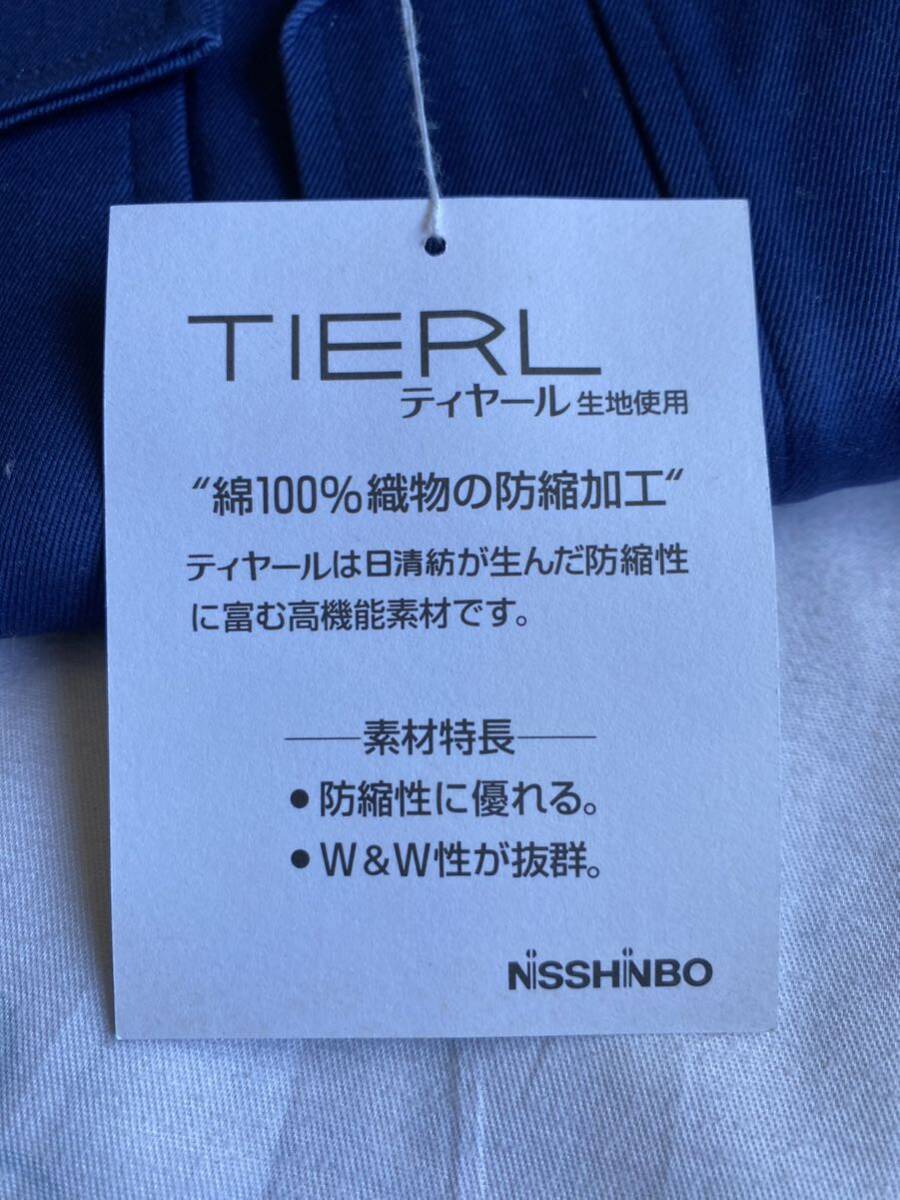 TIERL
ティヤール 生地使用
“綿100%織物の防縮加工“
ティヤールは日清紡が生んだ防縮性
に富む高機能素材です。
素材特長
● 防縮性に優れる。
● W&W性が抜群。
NISSHINBO